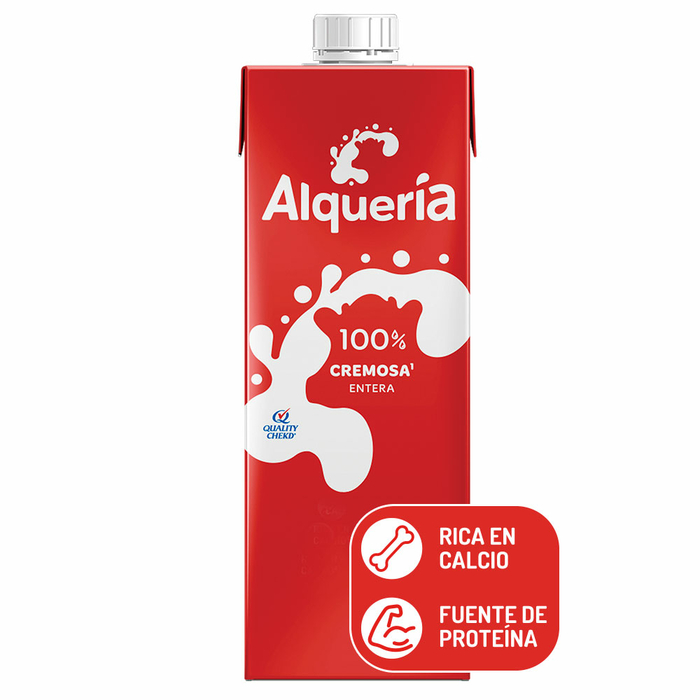 Alquería
100%
CREMOSA¹
ENTERA
QUALITY
CHEKD®
RICA EN
CALCIO
FUENTE DE
PROTEÍNA